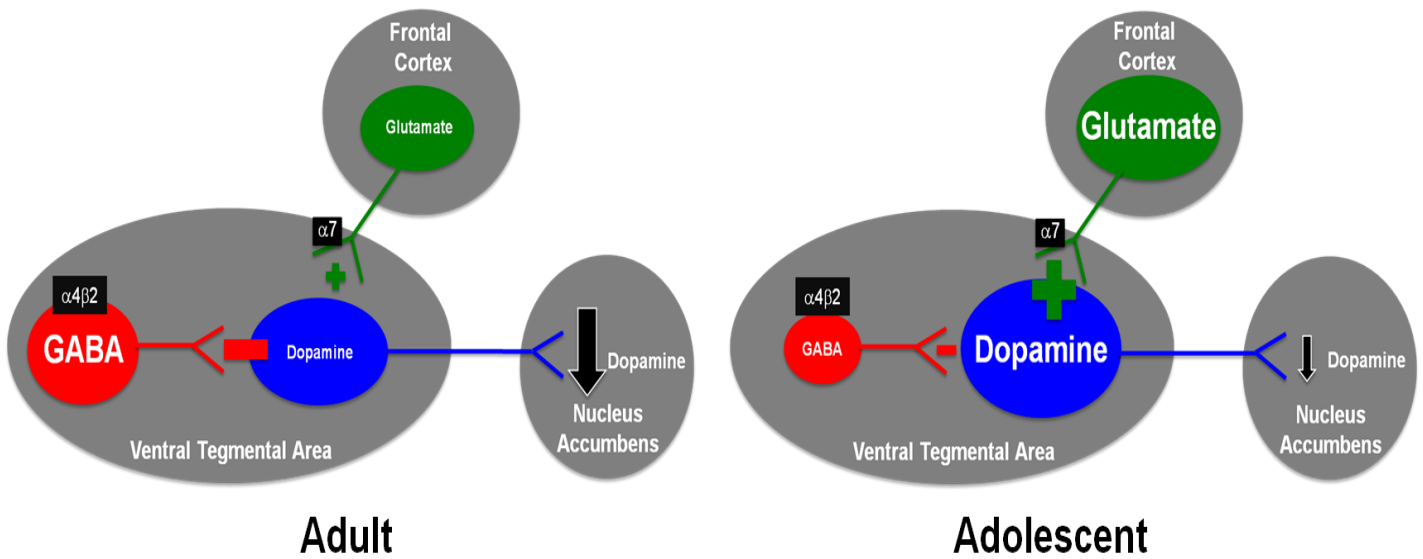 Frontal
Cortex
Glutamate
α7
α4β2
GABA
Dopamine
Dopamine
Nucleus
Accumbens
Ventral Tegmental Area
Adult
Frontal
Cortex
Glutamate
α7
α4β2
GABA
Dopamine
Dopamine
Nucleus
Accumbens
Ventral Tegmental Area
Adolescent